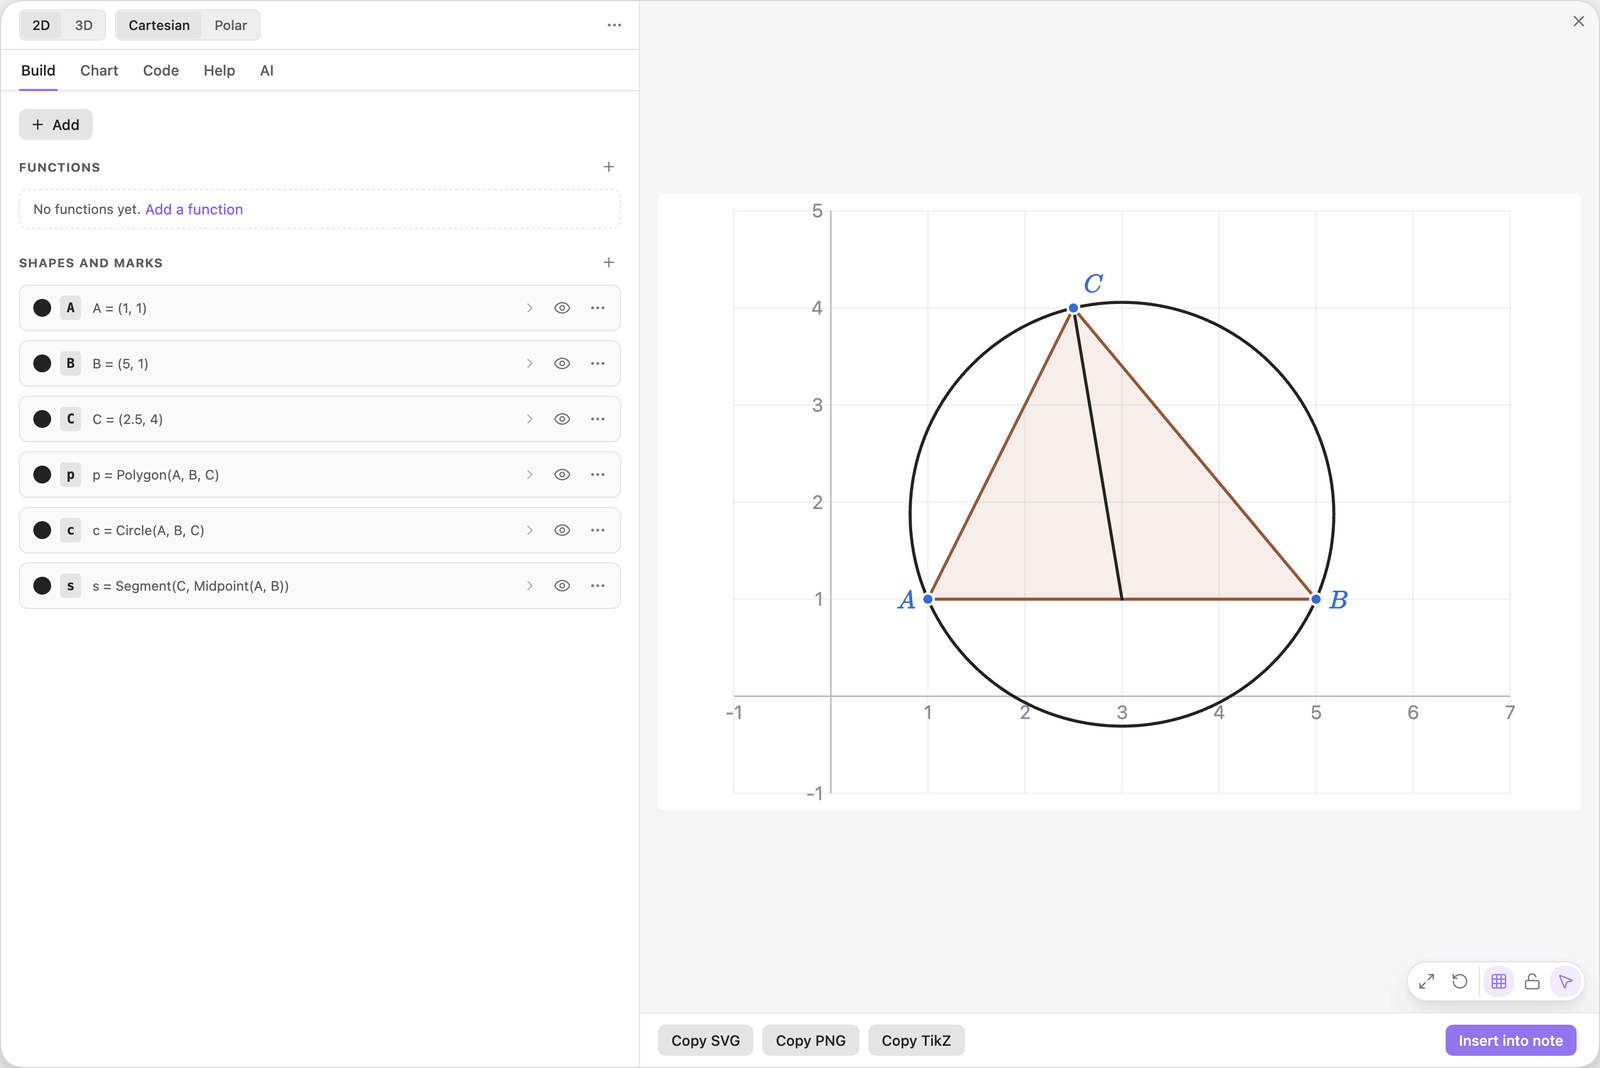 2D 3D Cartesian Polar
Build Chart Code Help AI
+ Add
FUNCTIONS
No functions yet. Add a function
SHAPES AND MARKS
A A = (1, 1)
B B = (5, 1)
C C = (2.5, 4)
p p = Polygon(A, B, C)
c c = Circle(A, B, C)
s s = Segment(C, Midpoint(A, B))
5
C
4
3
2
A 1 B
-1 1 2 3 4 5 6 7
-1
Copy SVG Copy PNG Copy TikZ Insert into note